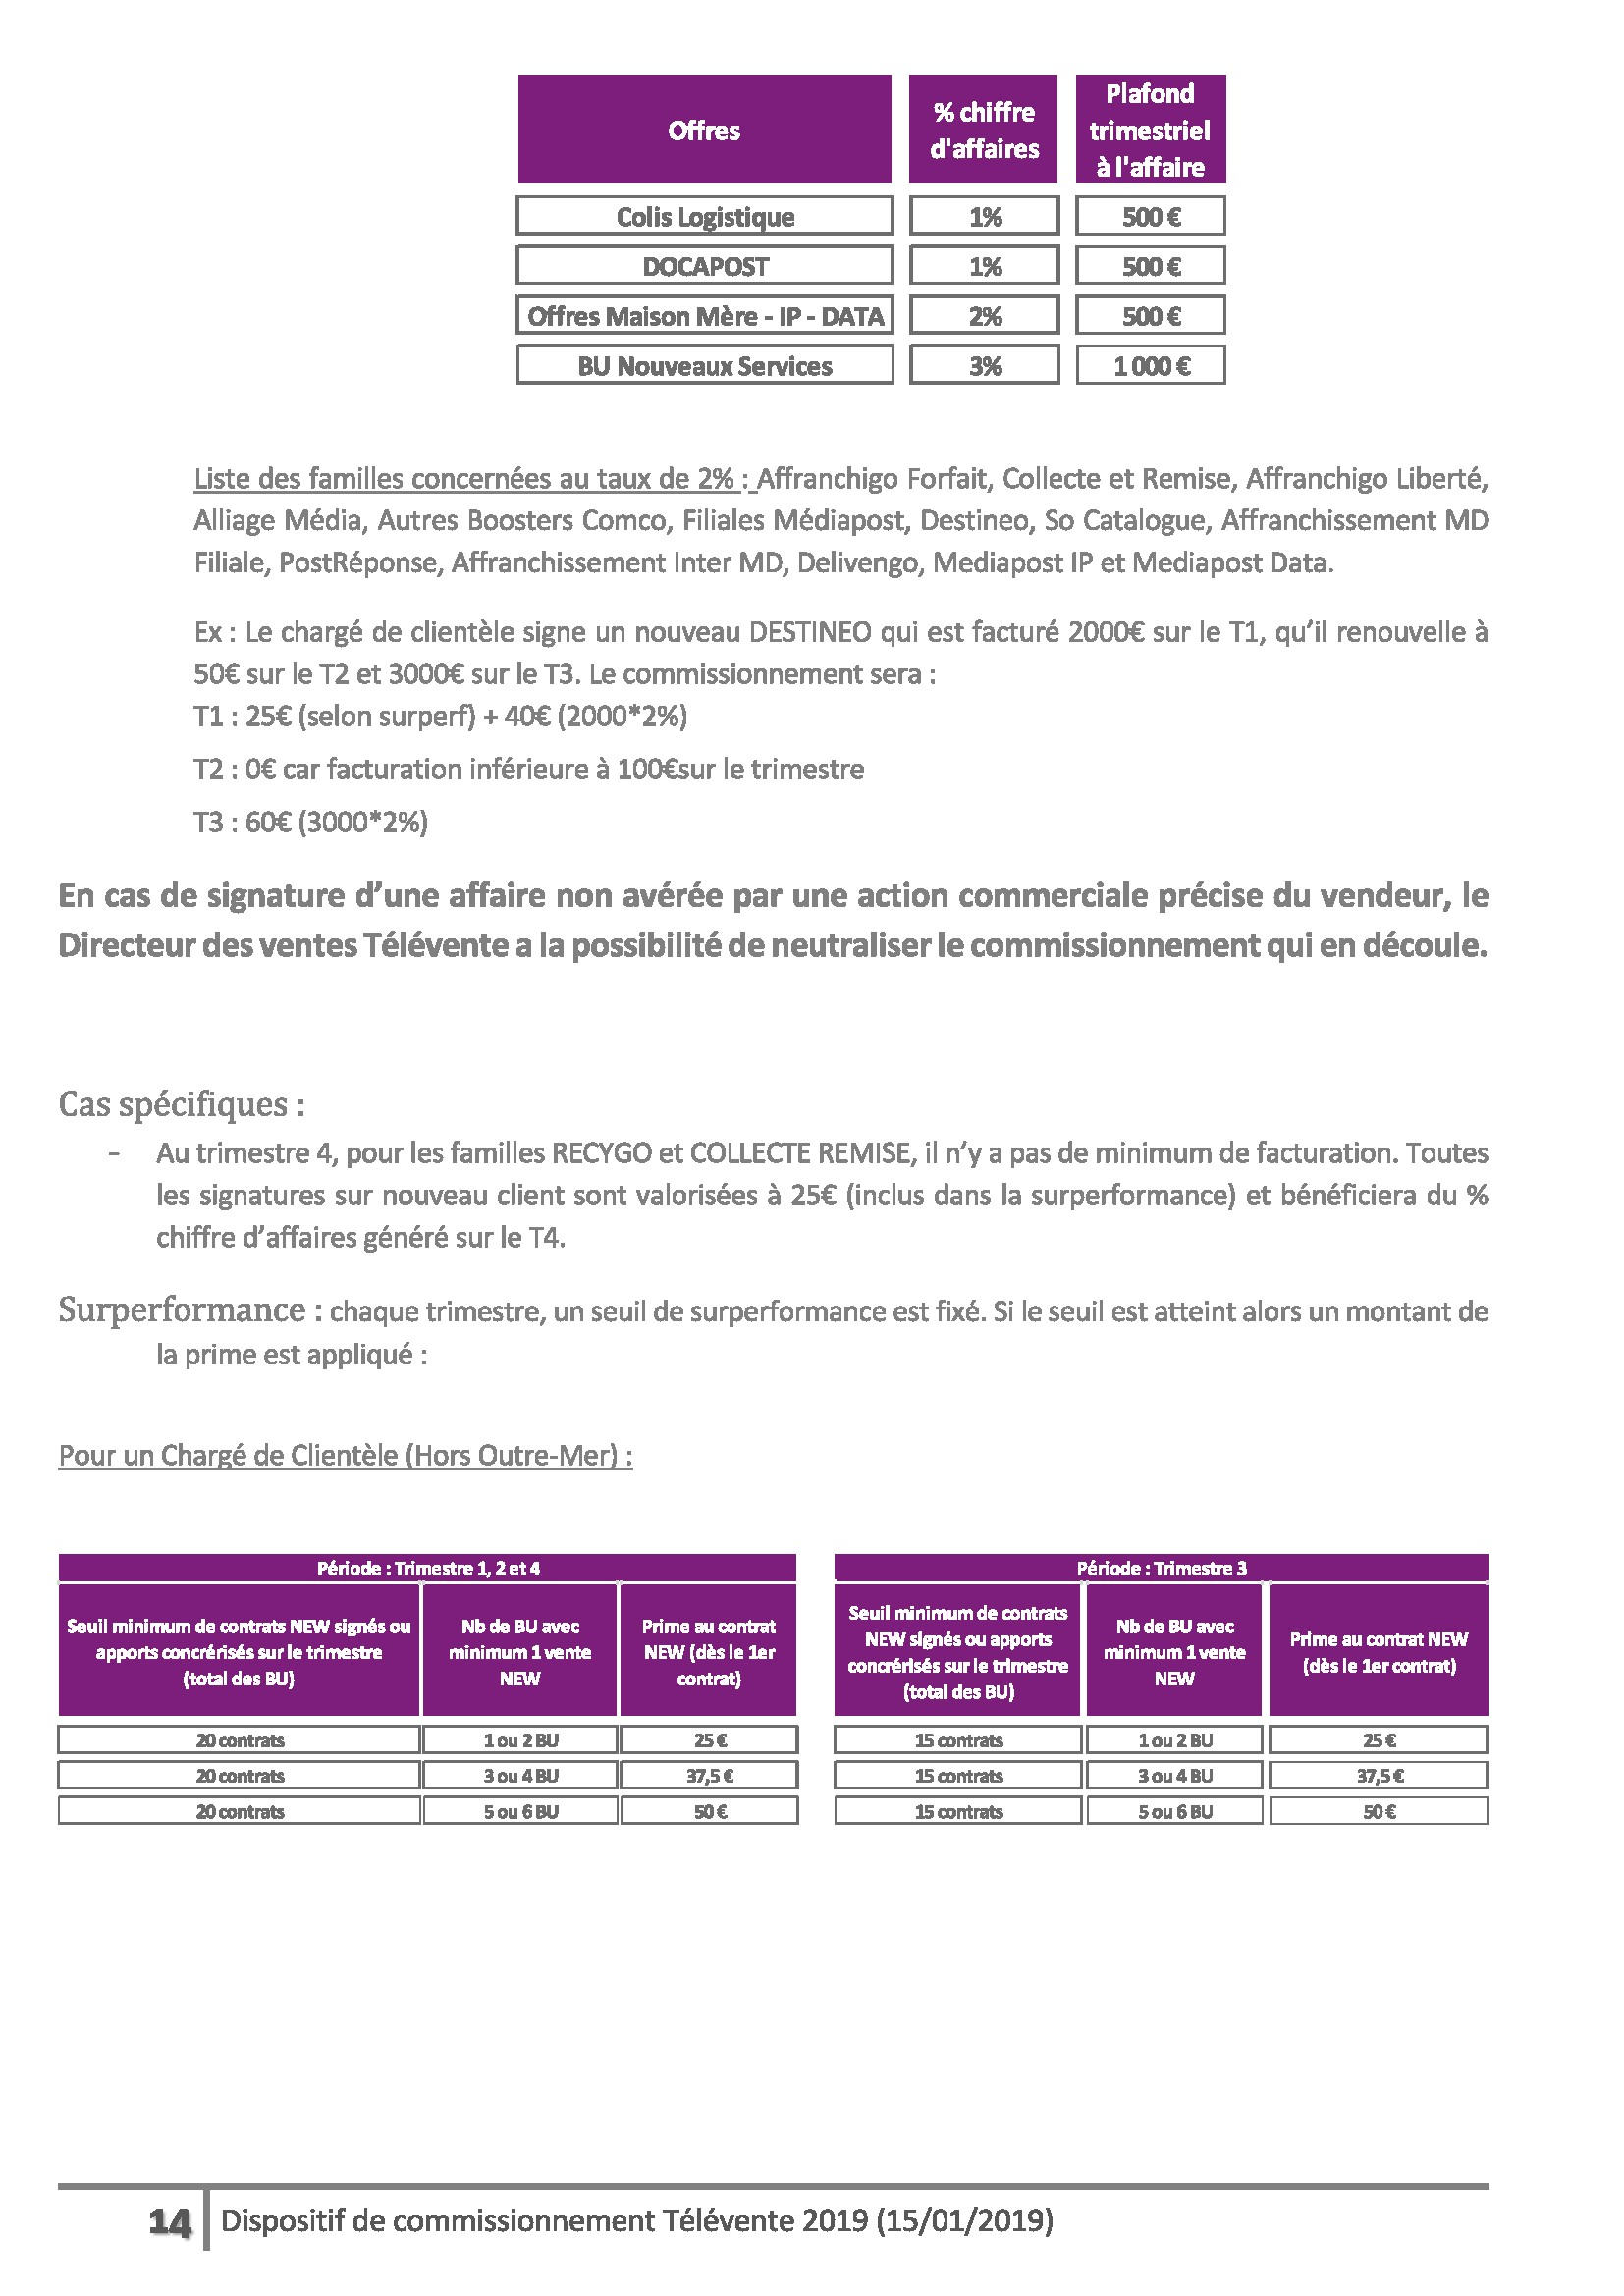 Offres
% chiffre
d'affaires
Plafond
trimestriel
à l'affaire
Colis Logistique 1% 500 €
DOCAPOST 1% 500 €
Offres Maison Mère - IP - DATA 2% 500 €
BU Nouveaux Services 3% 1 000 €
Liste des familles concernées au taux de 2% : Affranchigo Forfait, Collecte et Remise, Affranchigo Liberté,
Alliage Média, Autres Boosters Comco, Filiales Médiapost, Destineo, So Catalogue, Affranchissement MD
Filiale, PostRéponse, Affranchissement Inter MD, Delivengo, Mediapost IP et Mediapost Data.
Ex : Le chargé de clientèle signe un nouveau DESTINEO qui est facturé 2000€ sur le T1, qu’il renouvelle à
50€ sur le T2 et 3000€ sur le T3. Le commissionnement sera :
T1 : 25€ (selon surperf) + 40€ (2000*2%)
T2 : 0€ car facturation inférieure à 100€sur le trimestre
T3 : 60€ (3000*2%)
En cas de signature d’une affaire non avérée par une action commerciale précise du vendeur, le
Directeur des ventes Télévente a la possibilité de neutraliser le commissionnement qui en découle.
Cas spécifiques :
- Au trimestre 4, pour les familles RECYGO et COLLECTE REMISE, il n’y a pas de minimum de facturation. Toutes
les signatures sur nouveau client sont valorisées à 25€ (inclus dans la surperformance) et bénéficiera du %
chiffre d’affaires généré sur le T4.
Surperformance : chaque trimestre, un seuil de surperformance est fixé. Si le seuil est atteint alors un montant de
la prime est appliqué :
Pour un Chargé de Clientèle (Hors Outre-Mer) :
Période : Trimestre 1, 2 et 4
Seuil minimum de contrats NEW signés ou
apports concrérisés sur le trimestre
(total des BU)
Nb de BU avec
minimum 1 vente
NEW
Prime au contrat
NEW (dès le 1er
contrat)
20 contrats 1 ou 2 BU 25 €
20 contrats 3 ou 4 BU 37,5 €
20 contrats 5 ou 6 BU 50 €
Période : Trimestre 3
Seuil minimum de contrats
NEW signés ou apports
concrérisés sur le trimestre
(total des BU)
Nb de BU avec
minimum 1 vente
NEW
Prime au contrat NEW
(dès le 1er contrat)
15 contrats 1 ou 2 BU 25 €
15 contrats 3 ou 4 BU 37,5 €
15 contrats 5 ou 6 BU 50 €
14 Dispositif de commissionnement Télévente 2019 (15/01/2019)